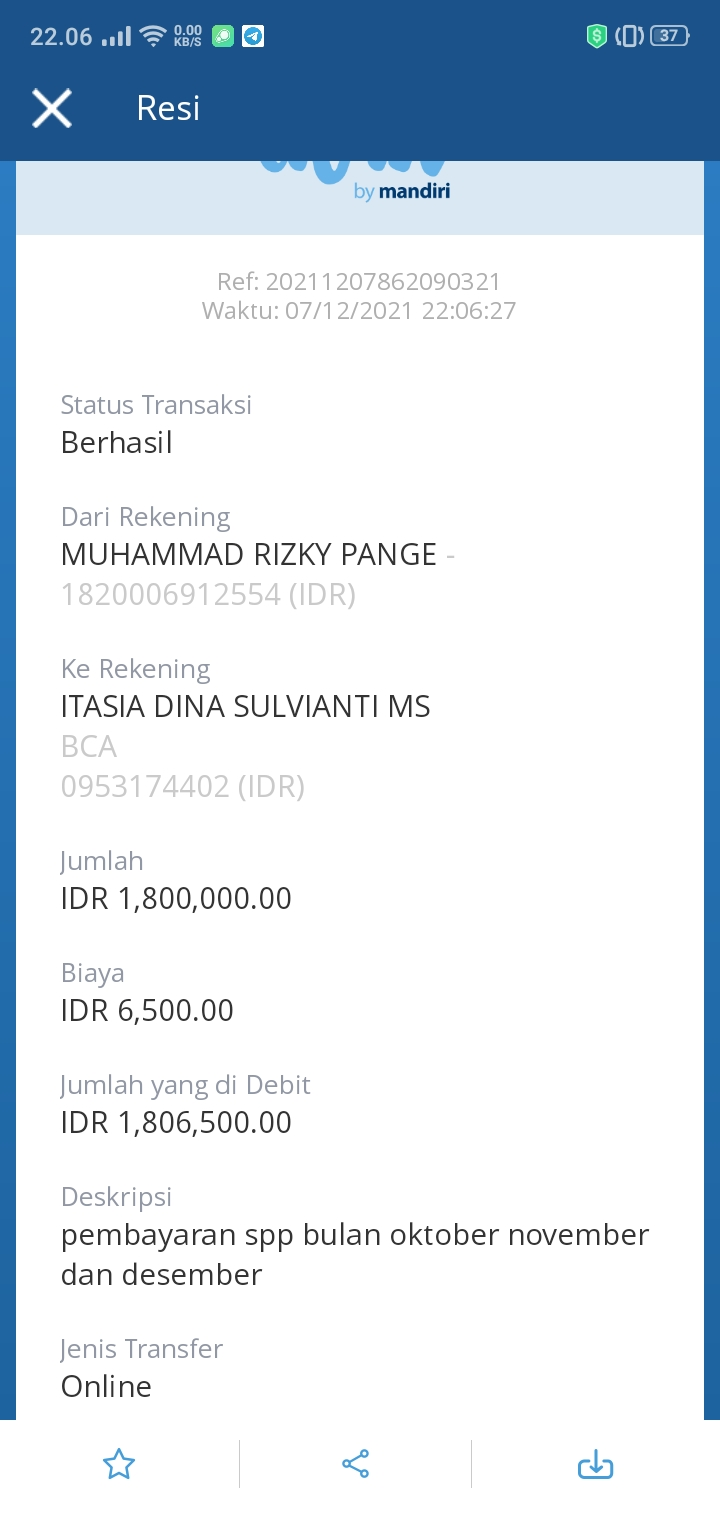 22.06
0.00
KB/S
37
Resi
by mandiri
Ref: 20211207862090321
Waktu: 07/12/2021 22:06:27
Status Transaksi
Berhasil
Dari Rekening
MUHAMMAD RIZKY PANGE -
1820006912554 (IDR)
Ke Rekening
ITASIA DINA SULVIANTI MS
BCA
0953174402 (IDR)
Jumlah
IDR 1,800,000.00
Biaya
IDR 6,500.00
Jumlah yang di Debit
IDR 1,806,500.00
Deskripsi
pembayaran spp bulan oktober november
dan desember
Jenis Transfer
Online